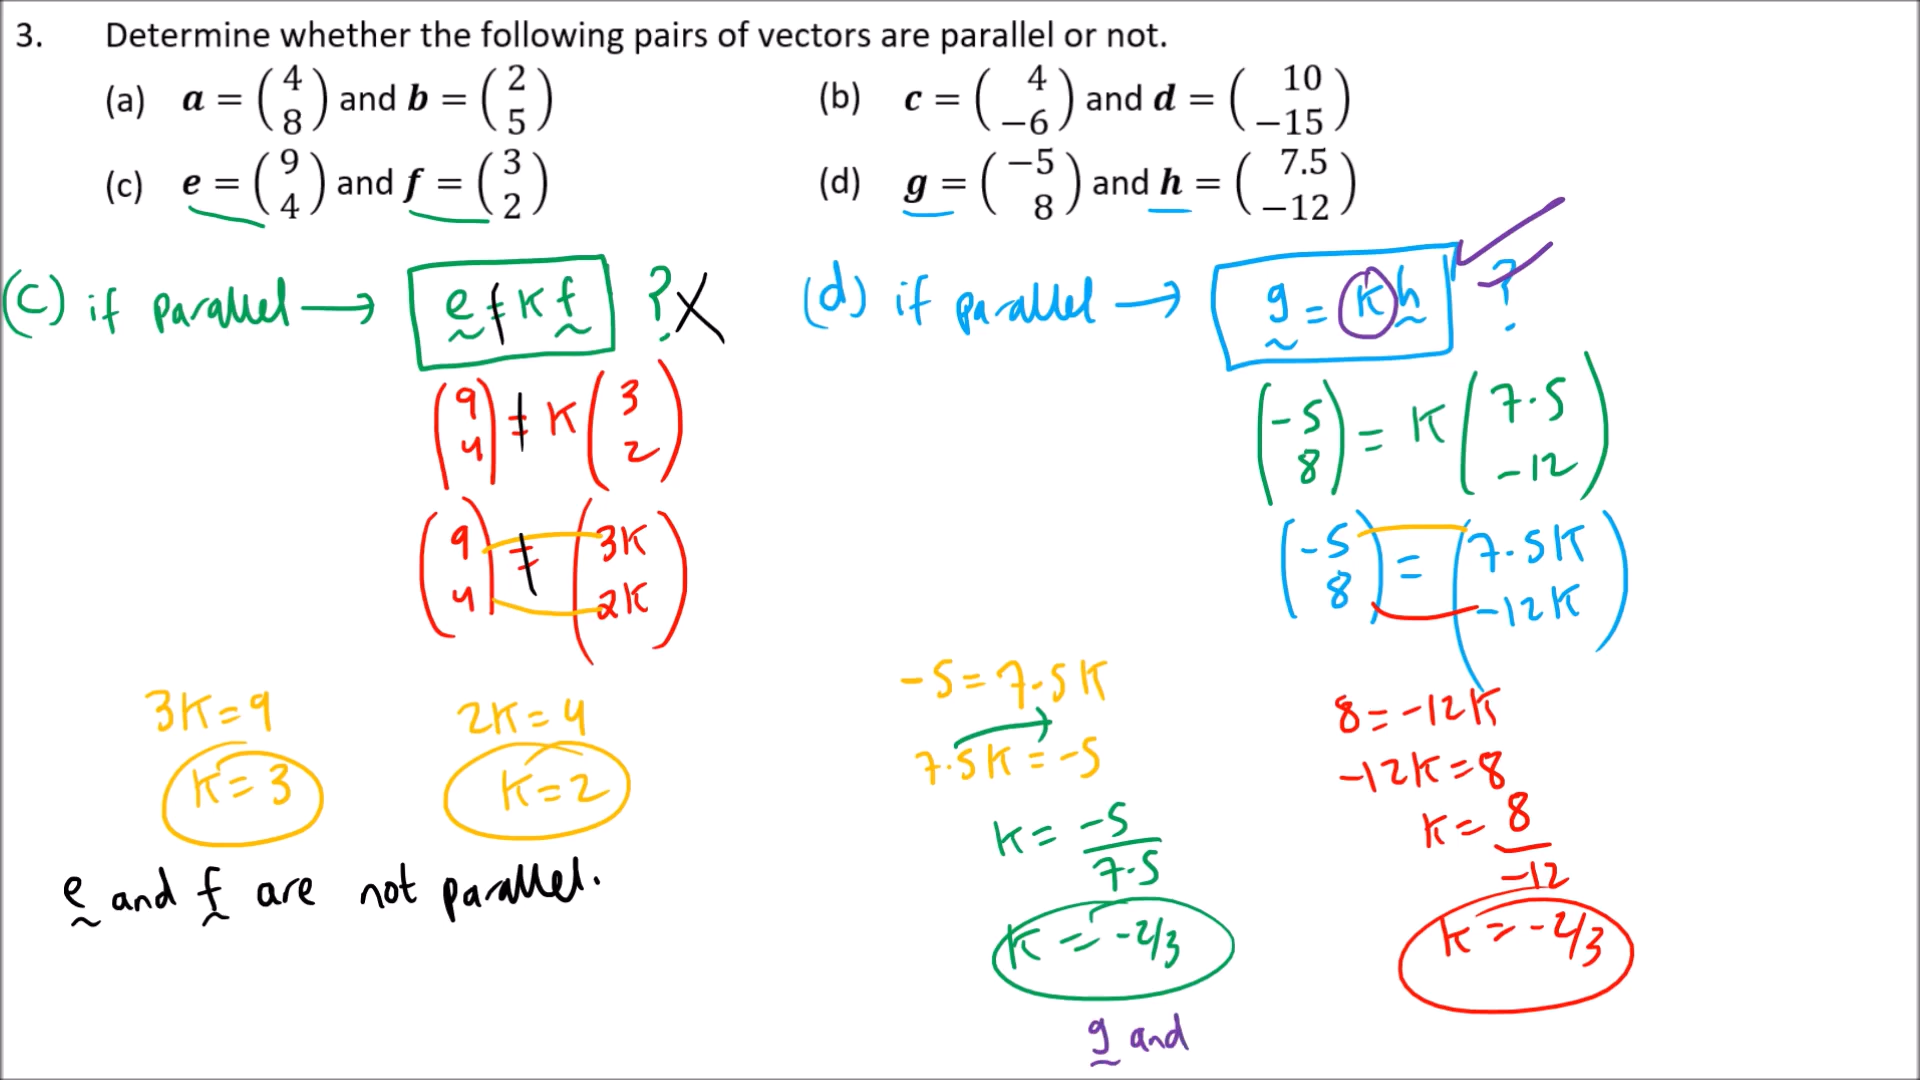 3. Determine whether the following pairs of vectors are parallel or not.
(a) a = (4 8) and b = (2 5) (b) c = (4 −6) and d = (10 −15)
(c) e = (9 4) and f = (3 2) (d) g = (−5 8) and h = (7.5 −12)
(c) if parallel → e ≠ k f ? X
(9 4) ≠ k (3 2)
(9 4) ≠ (3k 2k)
3k = 9
k = 3
2k = 4
k = 2
e and f are not parallel.
(d) if parallel → g = k h ?
(-5 8) = k (7.5 -12)
(-5 8) = (7.5k -12k)
-5 = 7.5k
7.5k = -5
k = -5/7.5
k = -2/3
8 = -12k
-12k = 8
k = 8/-12
k = -2/3
g and